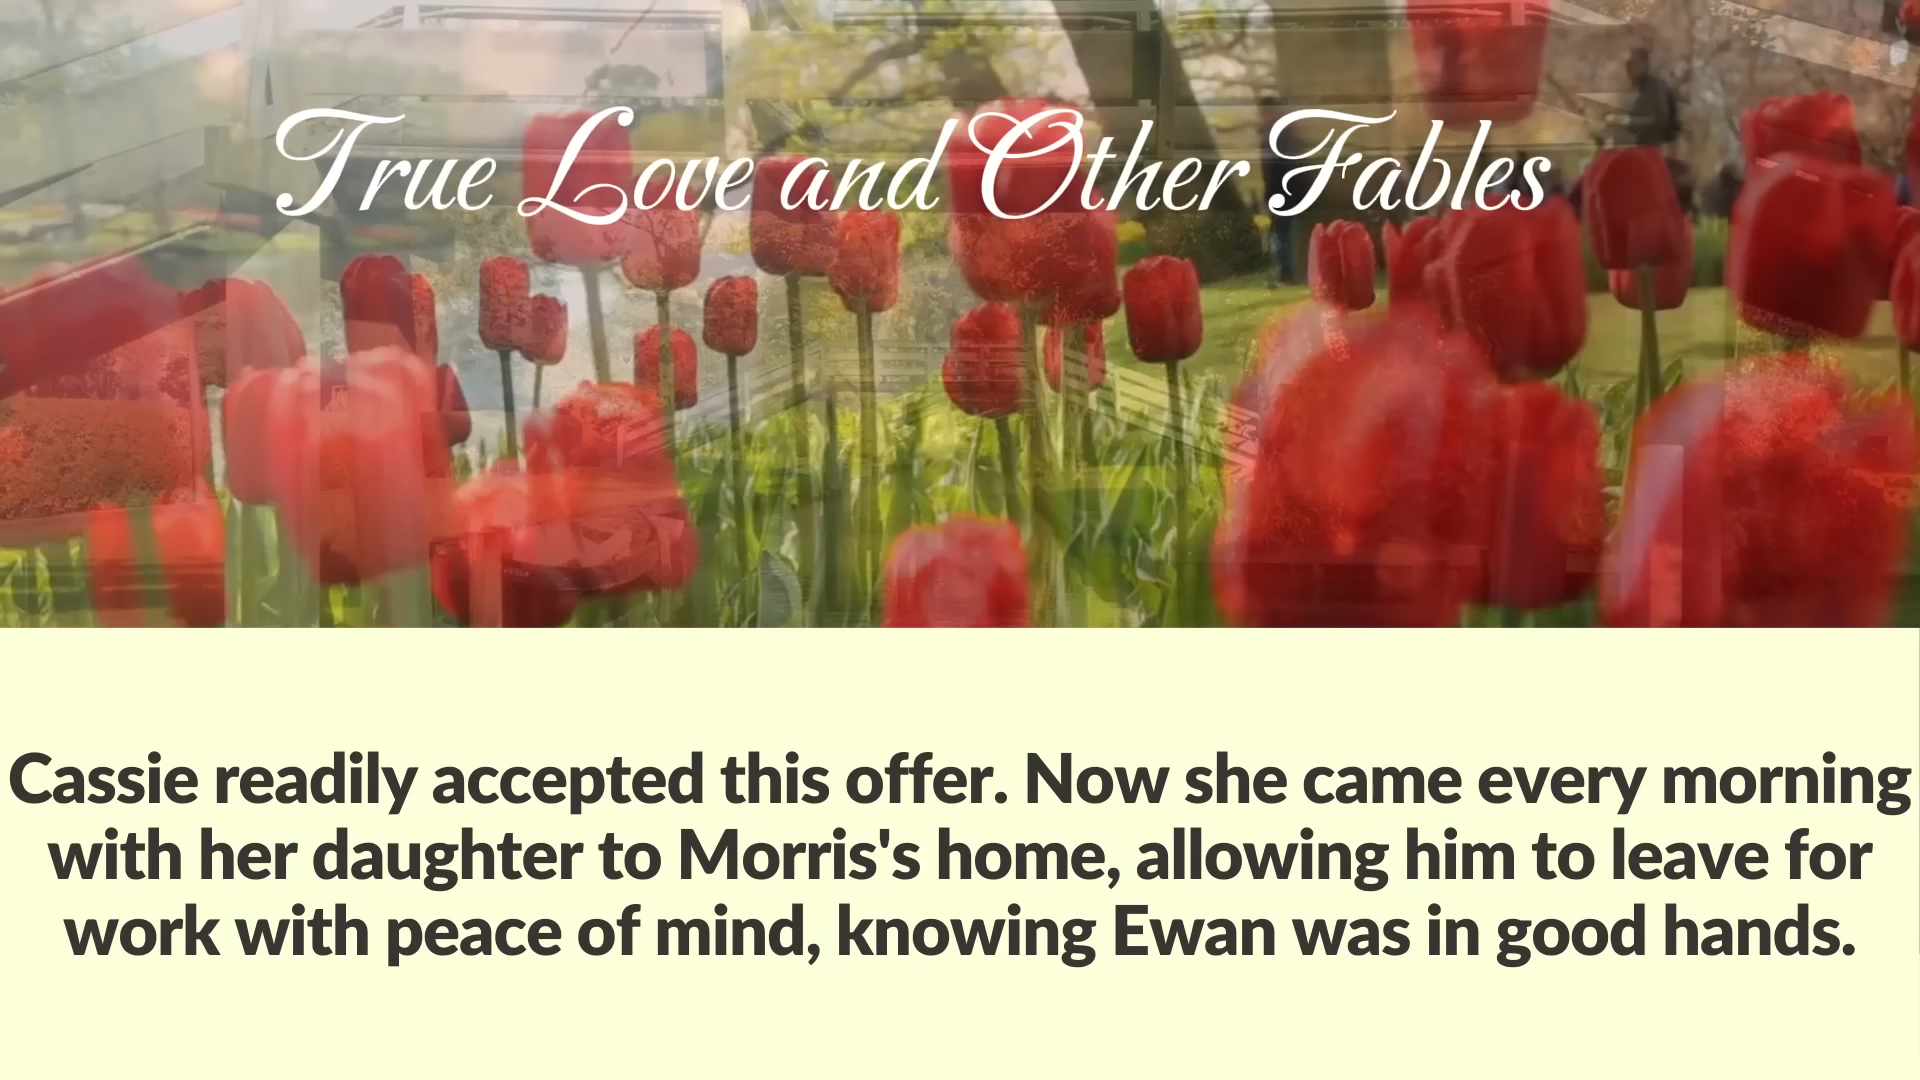 True Love and Other Fables
Cassie readily accepted this offer. Now she came every morning
with her daughter to Morris's home, allowing him to leave for
work with peace of mind, knowing Ewan was in good hands.